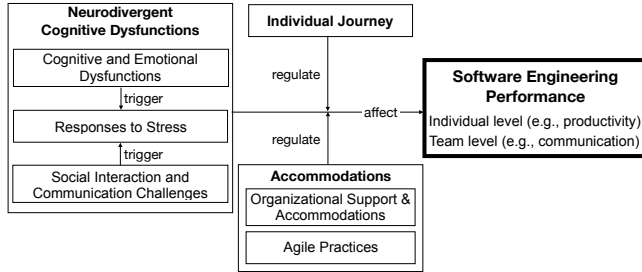 Neurodivergent
Cognitive Dysfunctions
Cognitive and Emotional
Dysfunctions
trigger
Responses to Stress
trigger
Social Interaction and
Communication Challenges
Individual Journey
regulate
affect
regulate
Accommodations
Organizational Support &
Accommodations
Agile Practices
Software Engineering
Performance
Individual level (e.g., productivity)
Team level (e.g., communication)